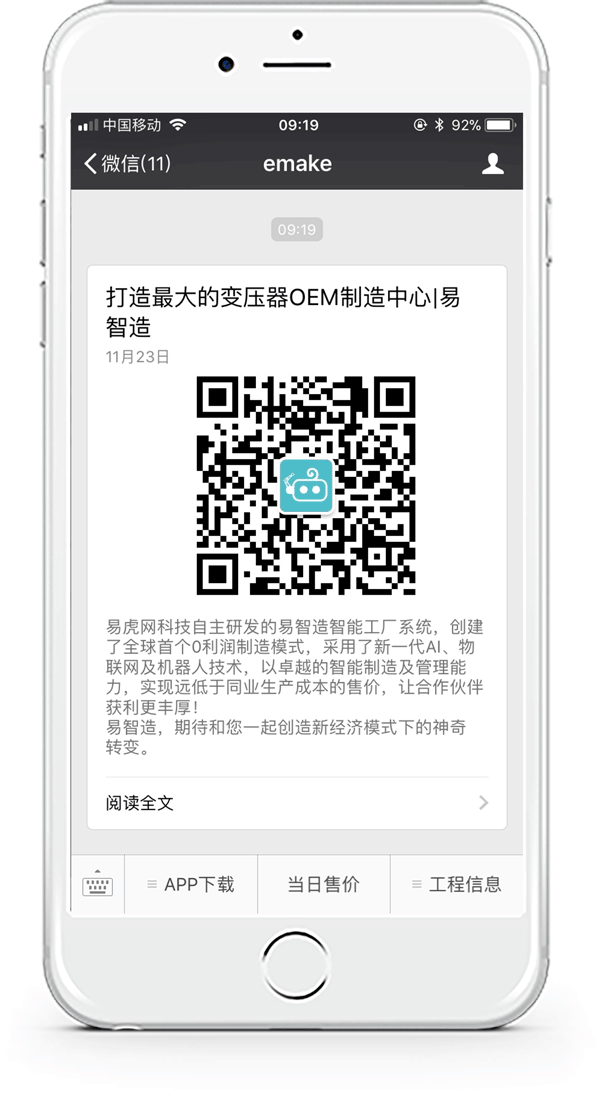 中国移动 09:19 92%
微信(11) emake
09:19
打造最大的变压器OEM制造中心|易
智造
11月23日
易虎网科技自主研发的易智造智能工厂系统，创建
了全球首个0利润制造模式，采用了新一代AI、物
联网及机器人技术，以卓越的智能制造及管理能
力，实现远低于同业生产成本的售价，让合作伙伴
获利更丰厚！
易智造，期待和您一起创造新经济模式下的神奇
转变。
阅读全文
APP下载 当日售价 工程信息